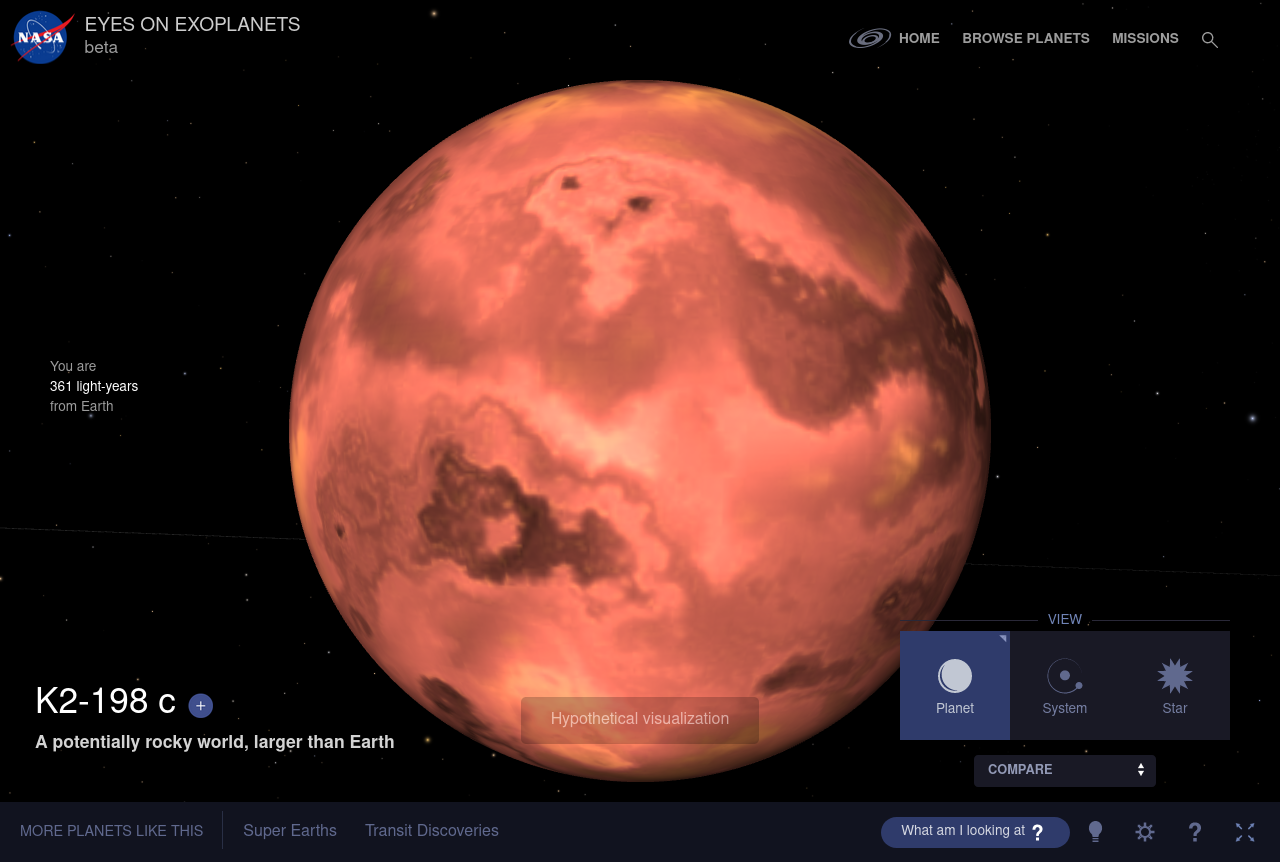 NASA
EYES ON EXOPLANETS
beta
HOME
BROWSE PLANETS
MISSIONS
You are
361 light-years
from Earth
VIEW
Planet
System
Star
K2-198 c +
A potentially rocky world, larger than Earth
Hypothetical visualization
COMPARE
MORE PLANETS LIKE THIS
Super Earths
Transit Discoveries
What am I looking at ?
?